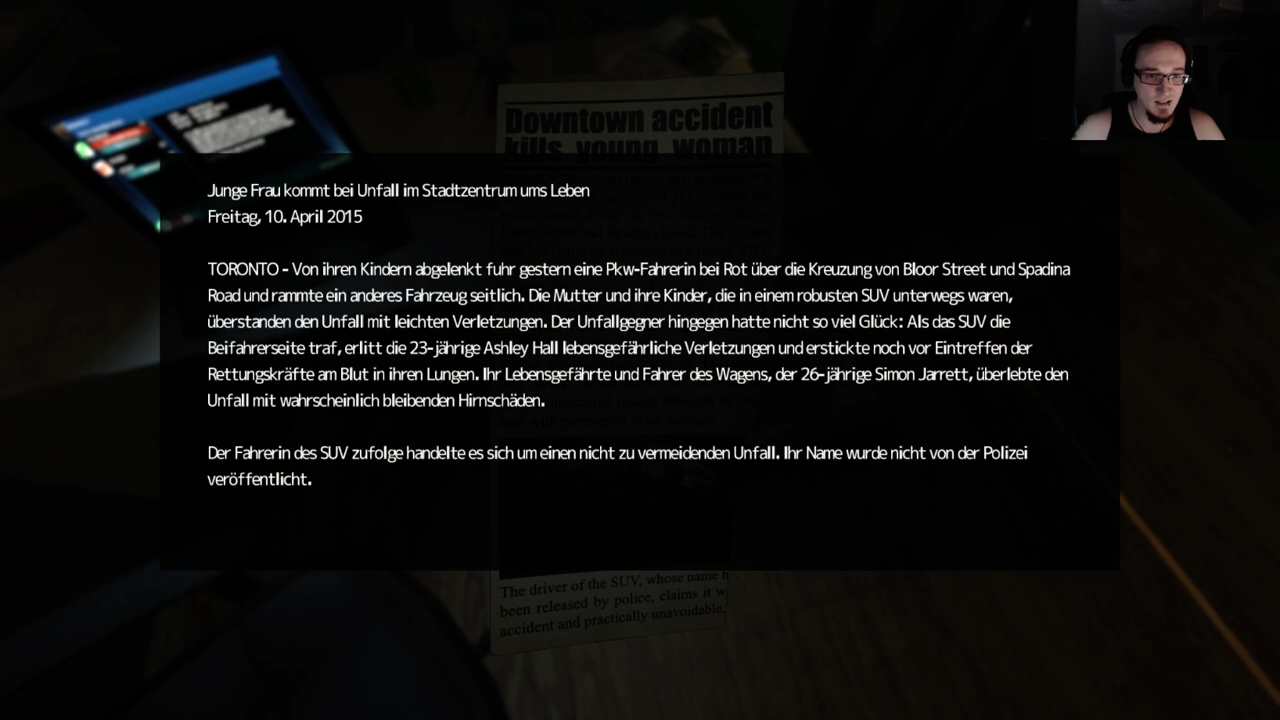 Downtown accident
kills young woman
Junge Frau kommt bei Unfall im Stadtzentrum ums Leben
Freitag, 10. April 2015
TORONTO - Von ihren Kindern abgelenkt fuhr gestern eine Pkw-Fahrerin bei Rot über die Kreuzung von Bloor Street und Spadina
Road und rammte ein anderes Fahrzeug seitlich. Die Mutter und ihre Kinder, die in einem robusten SUV unterwegs waren,
überstanden den Unfall mit leichten Verletzungen. Der Unfallgegner hingegen hatte nicht so viel Glück: Als das SUV die
Beifahrerseite traf, erlitt die 23-jährige Ashley Hall lebensgefährliche Verletzungen und erstickte noch vor Eintreffen der
Rettungskräfte am Blut in ihren Lungen. Ihr Lebensgefährte und Fahrer des Wagens, der 26-jährige Simon Jarrett, überlebte den
Unfall mit wahrscheinlich bleibenden Hirnschäden.
Der Fahrerin des SUV zufolge handelte es sich um einen nicht zu vermeidenden Unfall. Ihr Name wurde nicht von der Polizei
veröffentlicht.
The driver of the SUV, whose name
been released by police, claims it
accident and practically unavoidable.